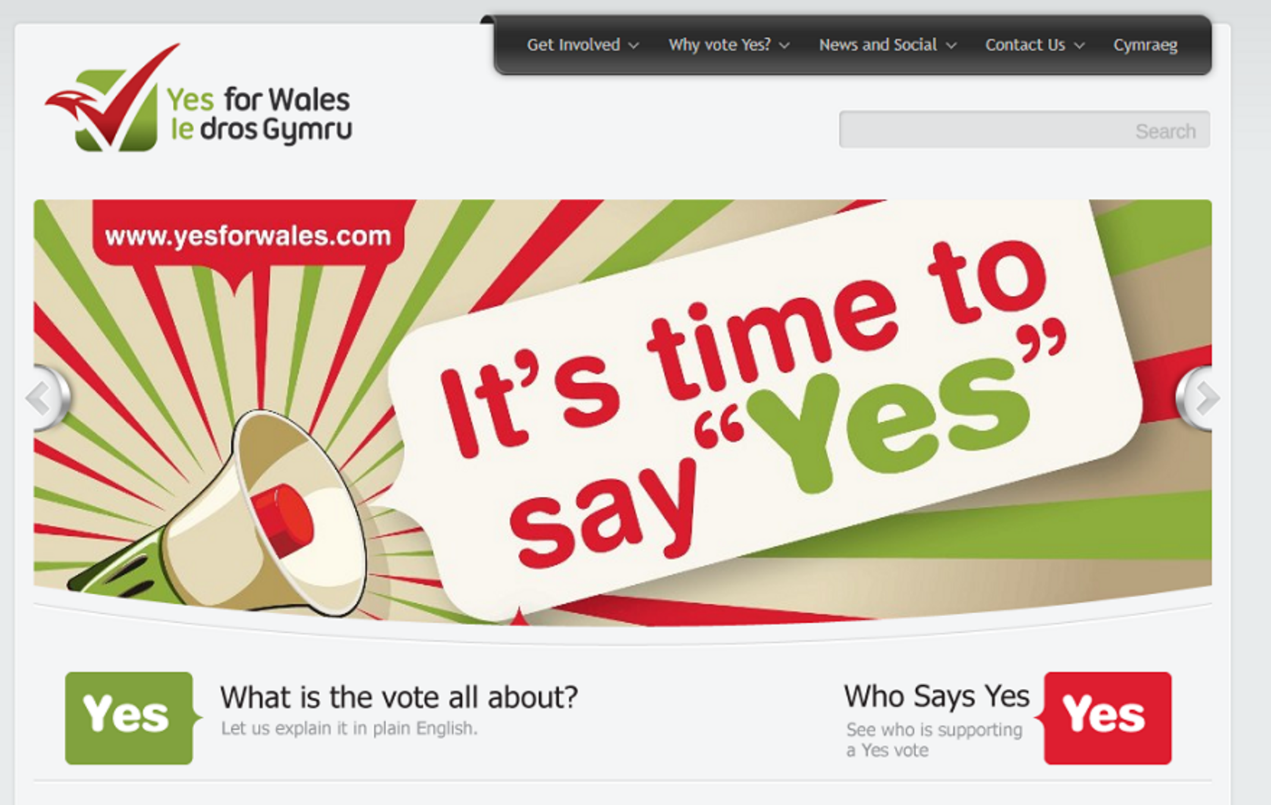 Get Involved
Why vote Yes?
News and Social
Contact Us
Cymraeg
Yes for Wales
Ie dros Gymru
Search
www.yesforwales.com
It's time to
say “Yes”
Yes
What is the vote all about?
Let us explain it in plain English.
Who Says Yes
See who is supporting
a Yes vote
Yes